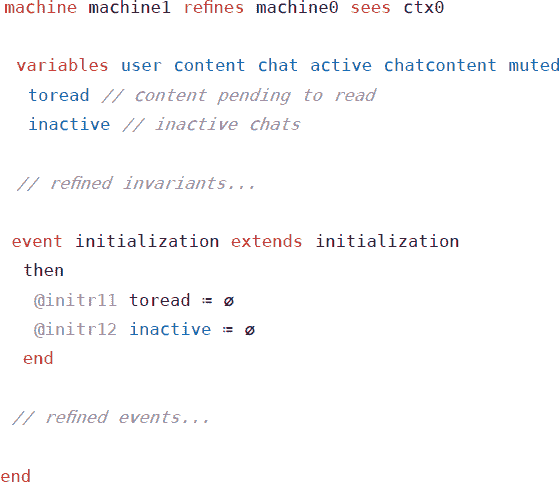 machine machine1 refines machine0 sees ctx0
variables user content chat active chatcontent muted
toread // content pending to read
inactive // inactive chats
// refined invariants...
event initialization extends initialization
then
@initr11 toread ≔ ∅
@initr12 inactive ≔ ∅
end
// refined events...
end